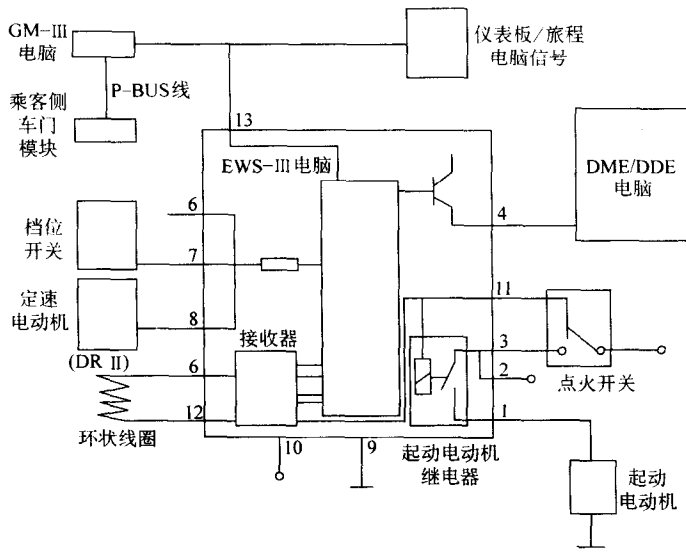 GM-III
电脑
仪表板/旅程
电脑信号
P-BUS线
乘客侧
车门
模块
13
EWS-III电脑
DME/DDE
电脑
6
4
档位
开关
7
11
定速
电动机
8
接收器
3
(DR II)
6
2
点火开关
12
1
环状线圈
10
9
起动电动机
继电器
起动
电动机